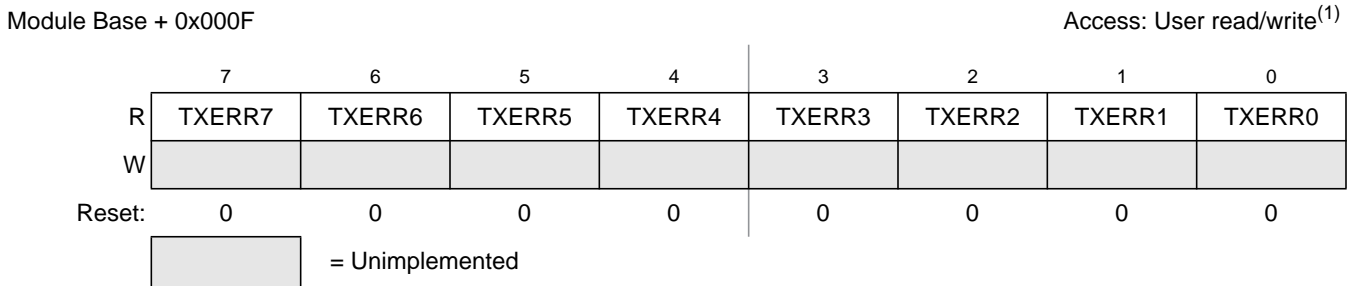 Module Base + 0x000F Access: User read/write(1)
7 6 5 4 3 2 1 0
R TXERR7 TXERR6 TXERR5 TXERR4 TXERR3 TXERR2 TXERR1 TXERR0
W
Reset: 0 0 0 0 0 0 0 0
= Unimplemented